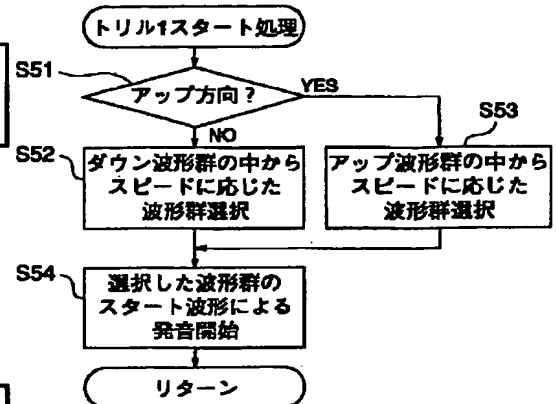 トリル1スタート処理
S51
アップ方向?
YES
NO
S52
ダウン波形群の中から
スピードに応じた
波形群選択
S53
アップ波形群の中から
スピードに応じた
波形群選択
S54
選択した波形群の
スタート波形による
発音開始
リターン